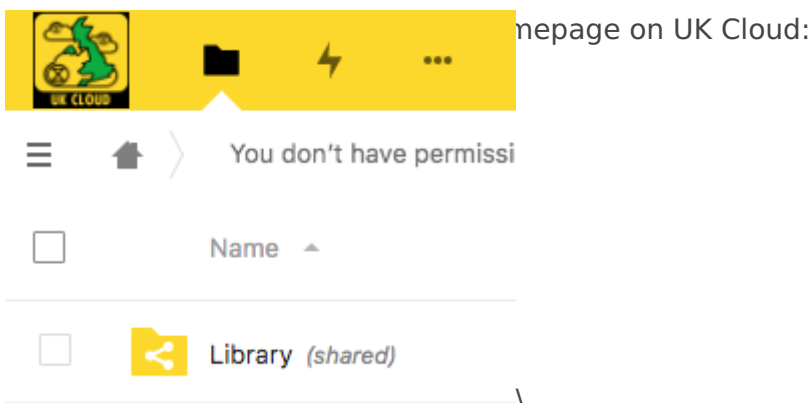 mepage on UK Cloud:
UK CLOUD
You don't have permissi
Name
Library (shared)
\